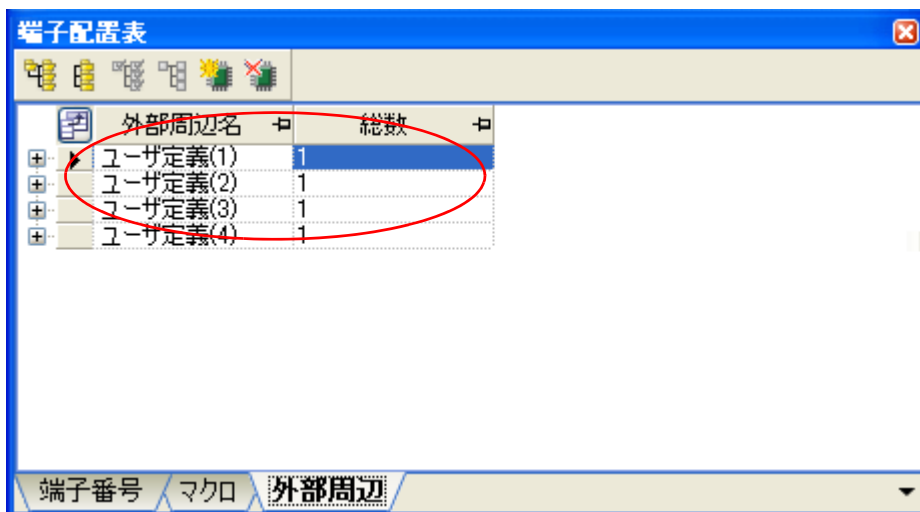 端子配置表
外部周辺名 総数
ユーザ定義(1) 1
ユーザ定義(2) 1
ユーザ定義(3) 1
ユーザ定義(4) 1
端子番号 マクロ 外部周辺